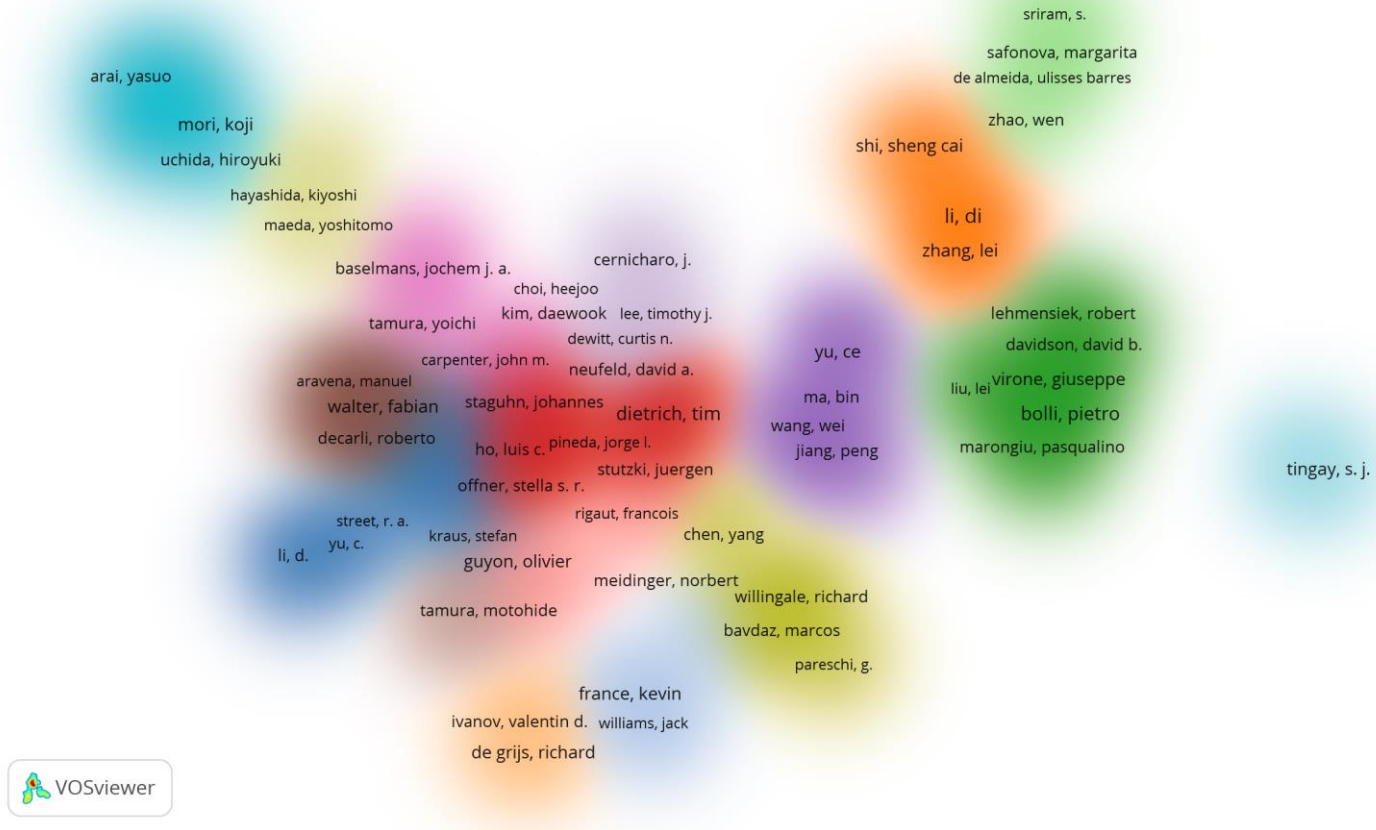 sriram, s.
safonova, margarita
arai, yasuo
de almeida, ulisses barres
zhao, wen
mori, koji
shi, sheng cai
uchida, hiroyuki
hayashida, kiyoshi
li, di
maeda, yoshitomo
zhang, lei
cernicharo, j.
baselmans, jochem j. a.
choi, heejoo
kim, daewook
lee, timothy j.
lehmensiek, robert
tamura, yoichi
dewitt, curtis n.
davidson, david b.
yu, ce
carpenter, john m.
neufeld, david a.
aravena, manuel
virone, giuseppe
liu, lei
ma, bin
staghun, johannes
walter, fabian
dietrich, tim
bolli, pietro
wang, wei
decarli, roberto
pineda, jorge l.
ho, luis c.
marongiu, pasqualino
jiang, peng
stutzki, juergen
tingay, s. j.
offner, stella s. r.
rigaut, francois
street, r. a.
chen, yang
kraus, stefan
yu, c.
li, d.
guyon, olivier
meidinger, norbert
willingale, richard
tamura, motohide
bavdaz, marcos
pareschi, g.
france, kevin
ivanov, valentin d.
williams, jack
de grijs, richard
VOSviewer